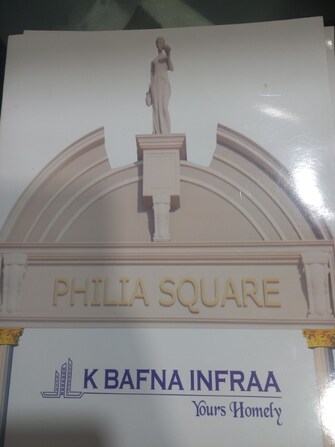 PHILIA SQUARE
K BAFNA INFRAA
Yours Homely